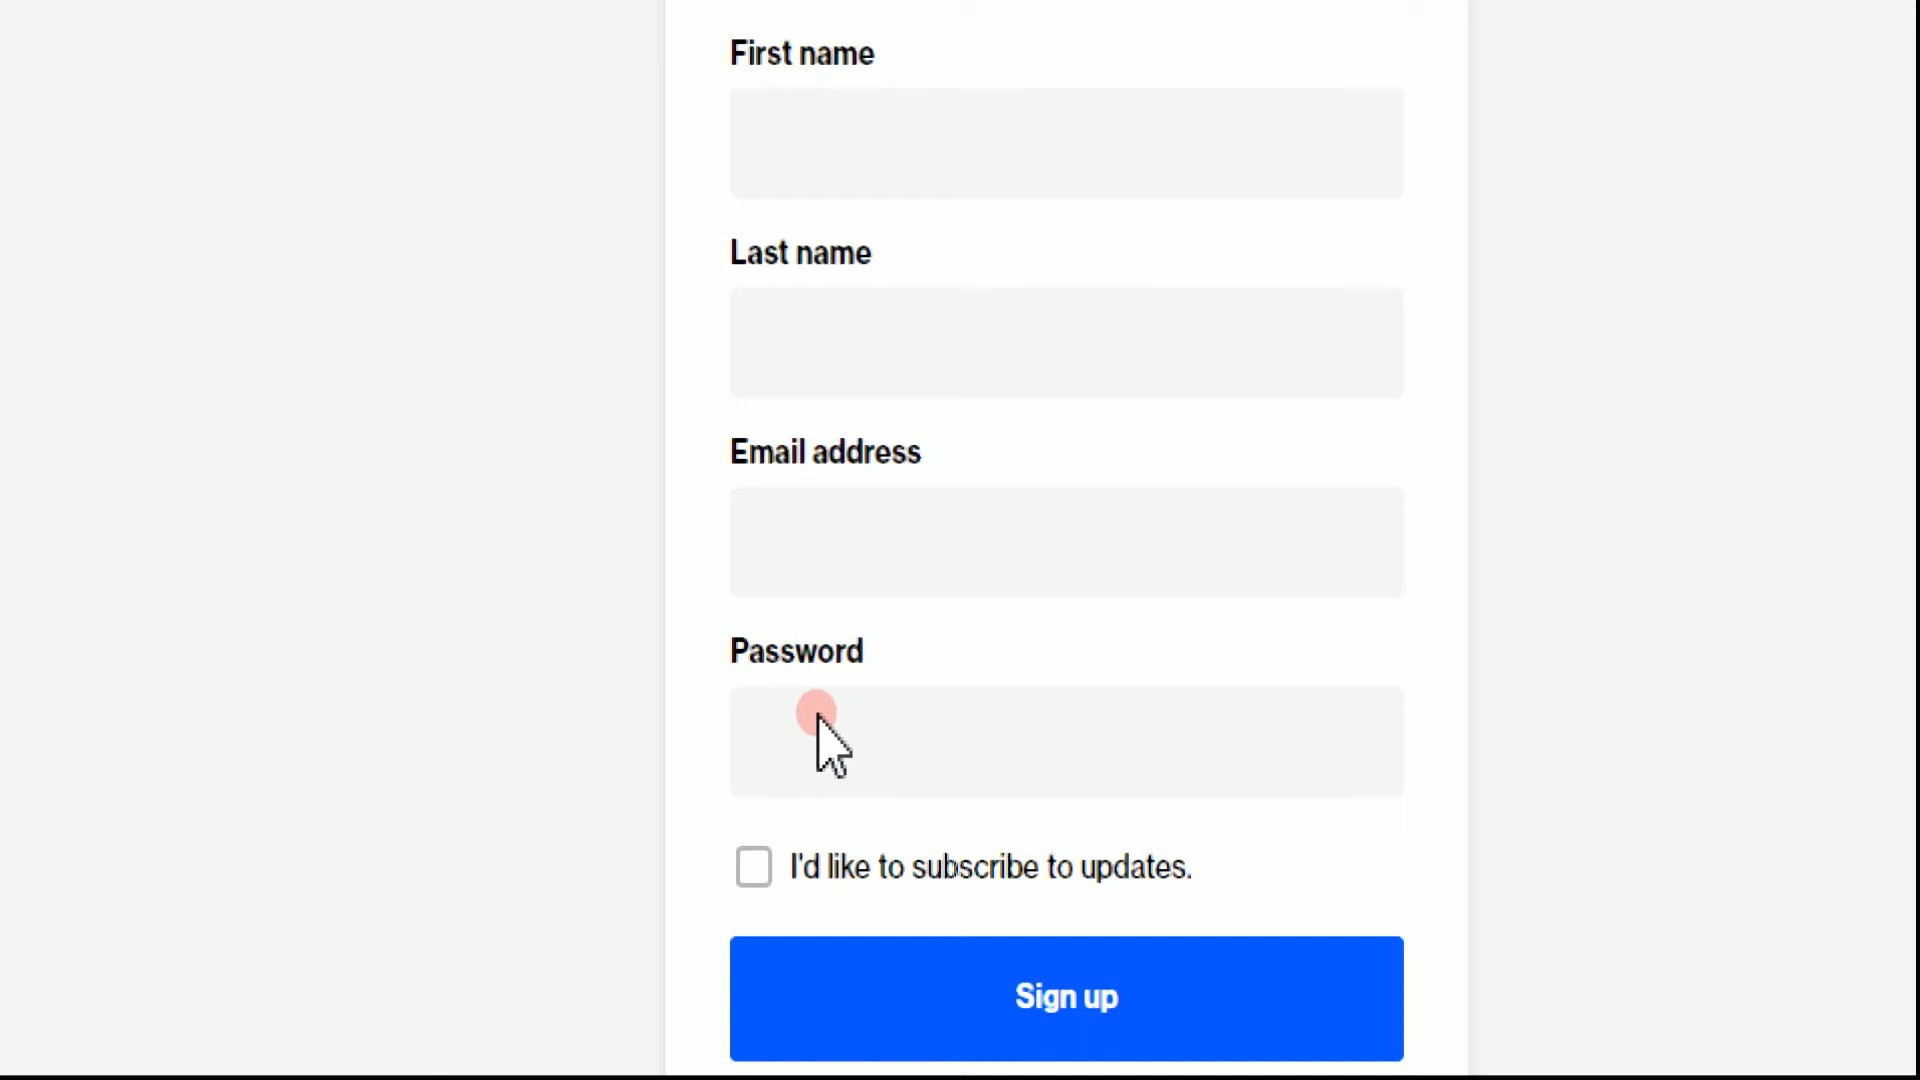 First name
Last name
Email address
Password
I'd like to subscribe to updates.
Sign up